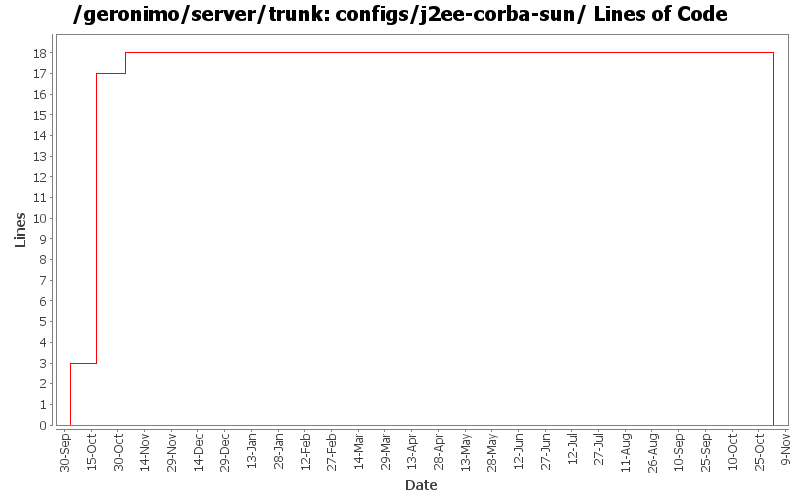 /geronimo/server/trunk: configs/j2ee-corba-sun/ Lines of Code
18
17
16
15
14
13
12
11
10
9
8
7
6
5
4
3
2
1
0
Lines
30-Sep
15-Oct
30-Oct
14-Nov
29-Nov
14-Dec
29-Dec
13-Jan
28-Jan
12-Feb
27-Feb
14-Mar
29-Mar
13-Apr
28-Apr
13-May
28-May
12-Jun
27-Jun
12-Jul
27-Jul
11-Aug
26-Aug
10-Sep
25-Sep
10-Oct
25-Oct
9-Nov
Date